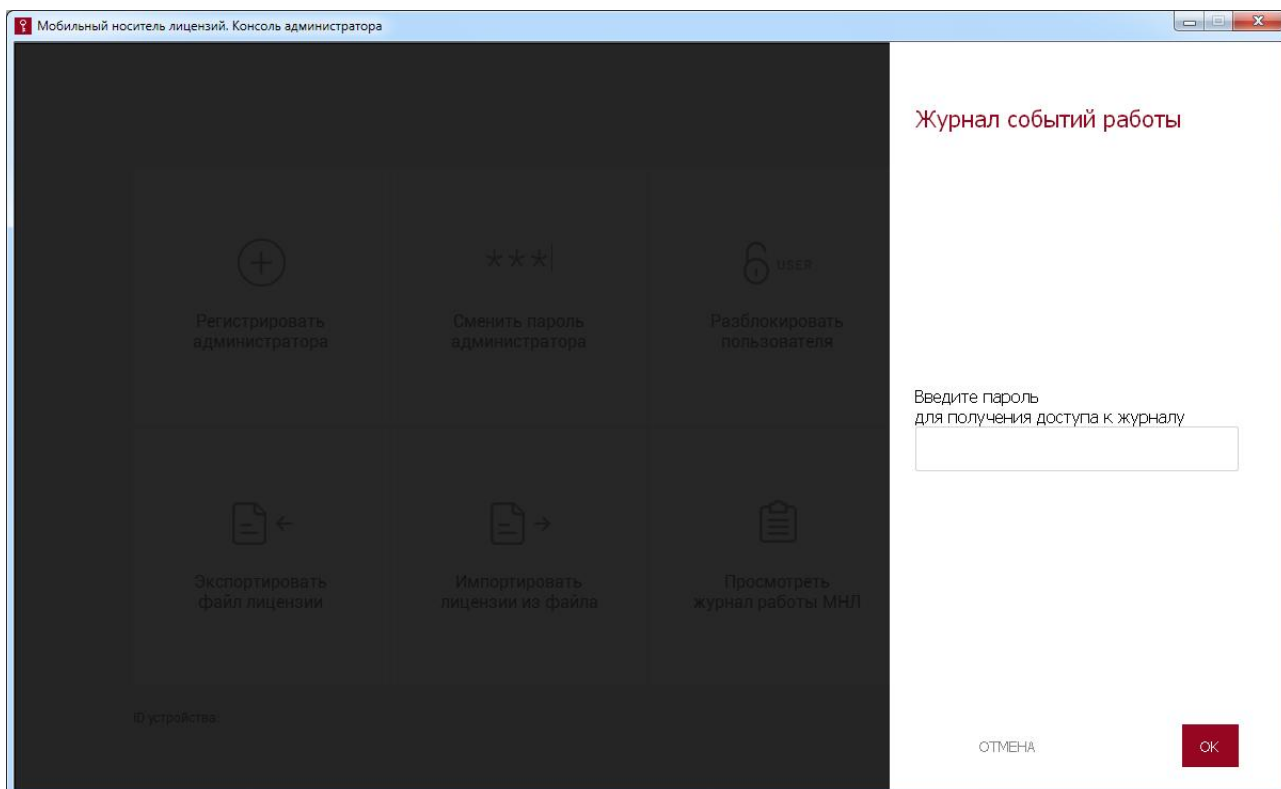 Мобильный носитель лицензий. Консоль администратора
Журнал событий работы
***
USER
Регистрировать
администратора
Сменить пароль
администратора
Разблокировать
пользователя
Введите пароль
для получения доступа к журналу
Экспортировать
файл лицензии
Импортировать
лицензии из файла
Просмотреть
журнал работы МНЛ
ID устройства:
ОТМЕНА
ОК